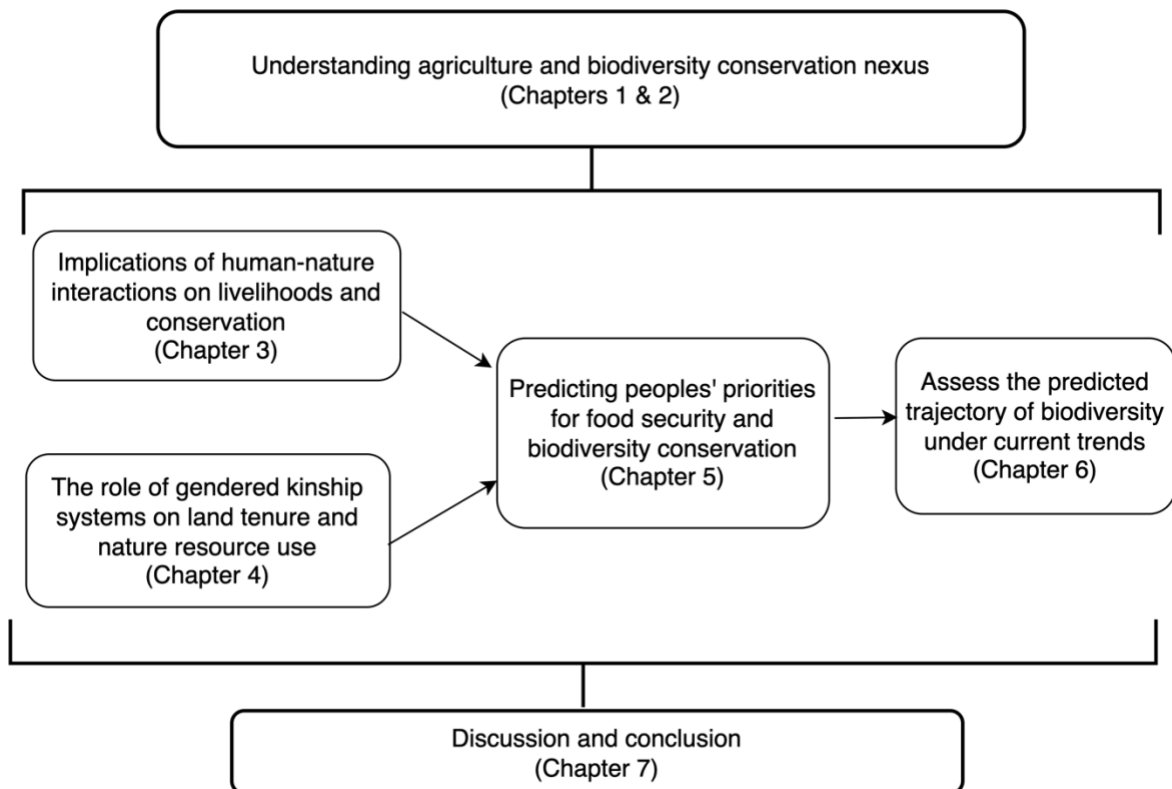 Understanding agriculture and biodiversity conservation nexus
(Chapters 1 & 2)
Implications of human-nature
interactions on livelihoods and
conservation
(Chapter 3)
The role of gendered kinship
systems on land tenure and
nature resource use
(Chapter 4)
Predicting peoples' priorities
for food security and
biodiversity conservation
(Chapter 5)
Assess the predicted
trajectory of biodiversity
under current trends
(Chapter 6)
Discussion and conclusion
(Chapter 7)